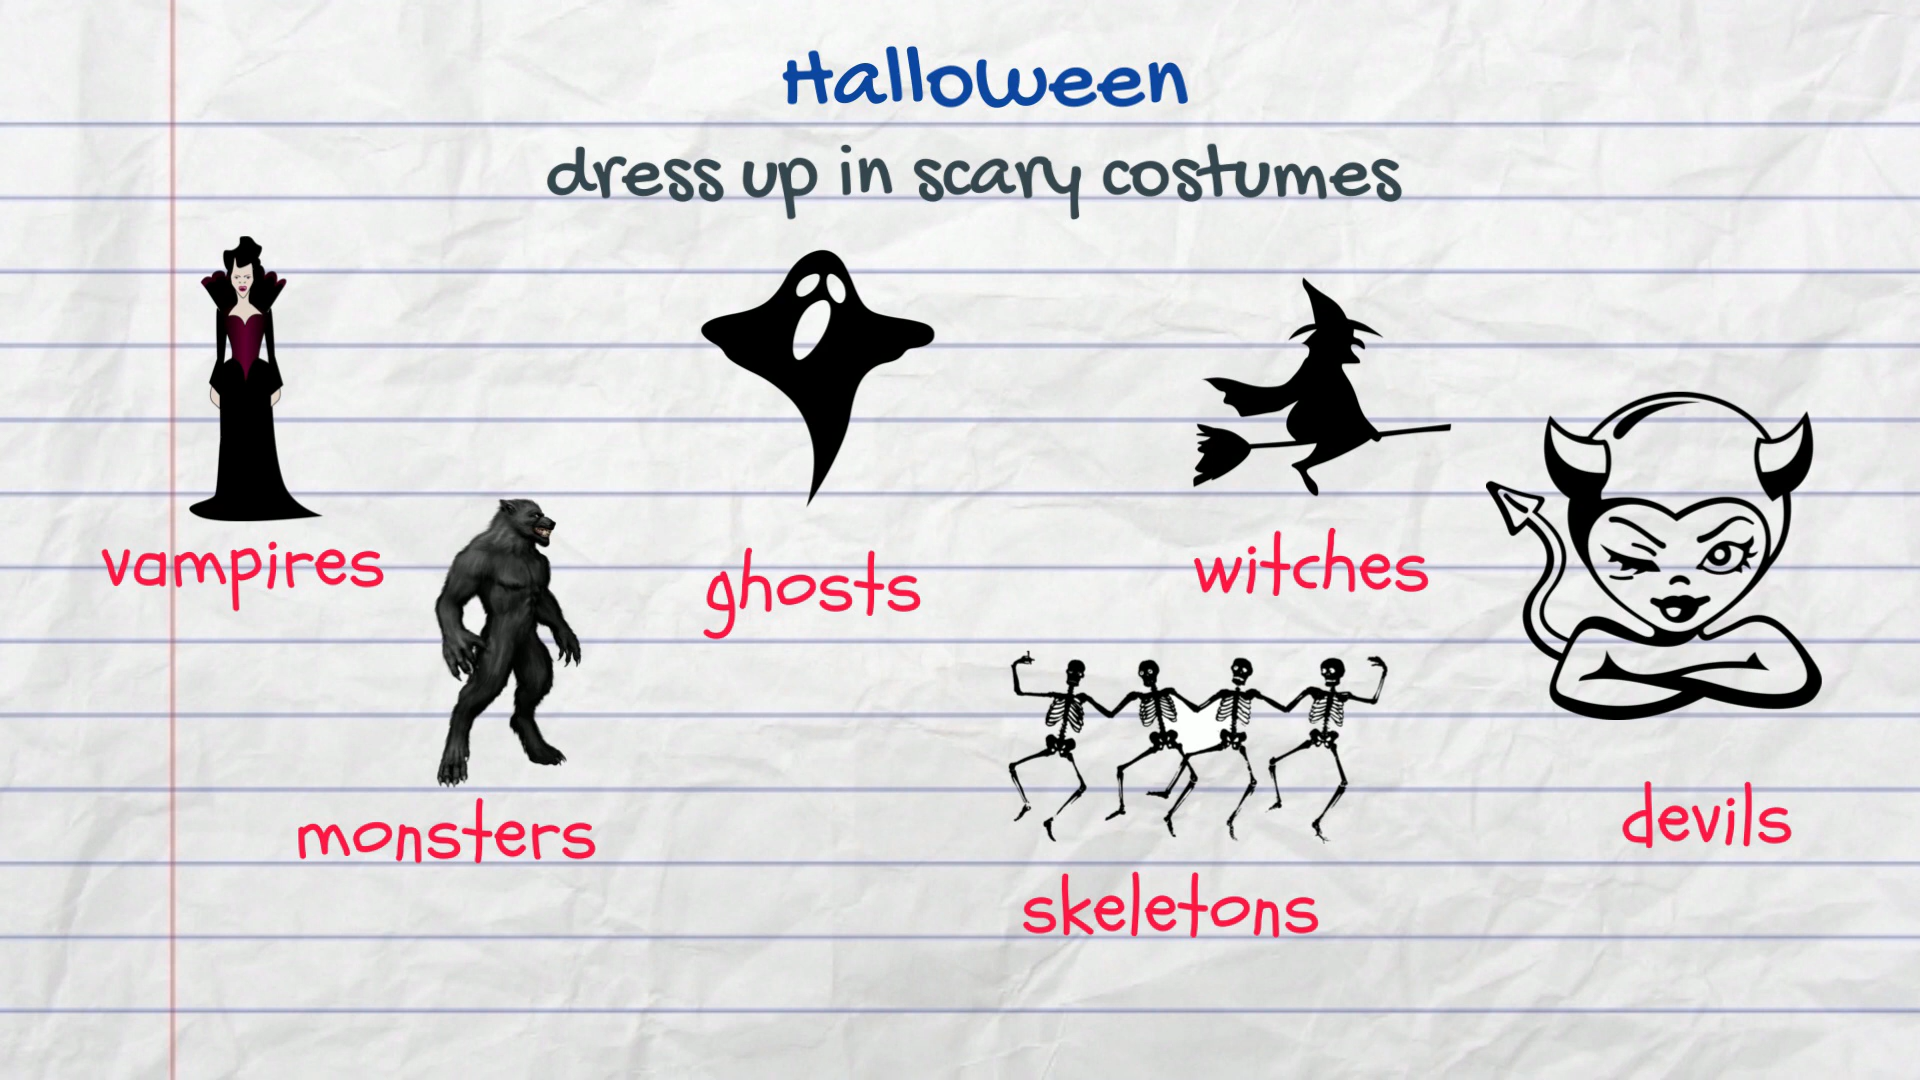 Halloween
dress up in scary costumes
vampires
ghosts
witches
monsters
devils
skeletons